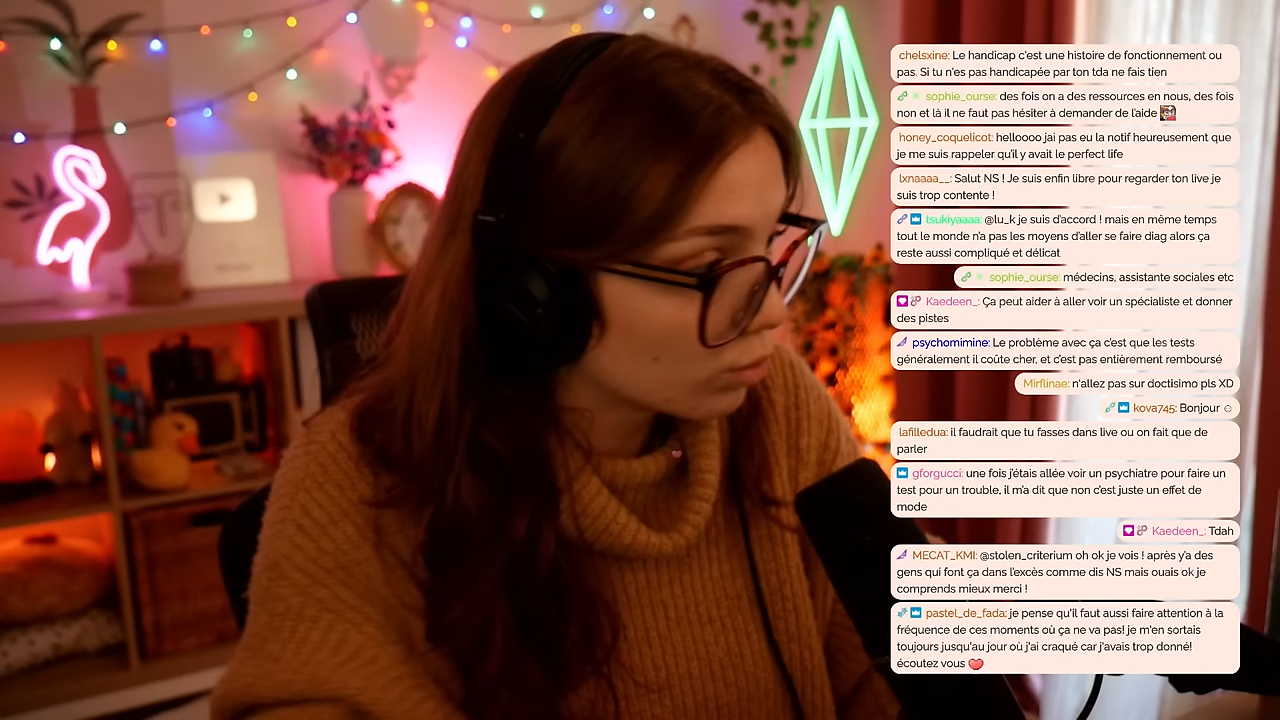 chelsxine: Le handicap c'est une histoire de fonctionnement ou
pas. Si tu n'es pas handicapée par ton tda ne fais tien
sophie_ourse: des fois on a des ressources en nous, des fois
non et là il ne faut pas hésiter à demander de l'aide
honey_coquelicot: helloooo jai pas eu la notif heureusement que
je me suis rappeler qu'il y avait le perfect life
lxnaaaa__: Salut NS ! Je suis enfin libre pour regarder ton live je
suis trop contente !
tsukiyaaaa: @lu_k je suis d'accord ! mais en même temps
tout le monde n'a pas les moyens d'aller se faire diag alors ça
reste aussi compliqué et délicat
sophie_ourse: médecins, assistante sociales etc
Kaedeen_: Ça peut aider à aller voir un spécialiste et donner
des pistes
psychomimine: Le problème avec ça c'est que les tests
généralement il coûte cher, et c'est pas entièrement remboursé
Mirflinae: n'allez pas sur doctisimo pls XD
kova745: Bonjour ☺
lafilledua: il faudrait que tu fasses dans live ou on fait que de
parler
gforgucci: une fois j'étais allée voir un psychiatre pour faire un
test pour un trouble, il m'a dit que non c'est juste un effet de
mode
Kaedeen_: Tdah
MECAT_KMI: @stolen_criterium oh ok je vois ! après y'a des
gens qui font ça dans l'excès comme dis NS mais ouais ok je
comprends mieux merci !
pastel_de_fada: je pense qu'il faut aussi faire attention à la
fréquence de ces moments où ça ne va pas! je m'en sortais
toujours jusqu'au jour où j'ai craqué car j'avais trop donné!
écoutez vous ❤️